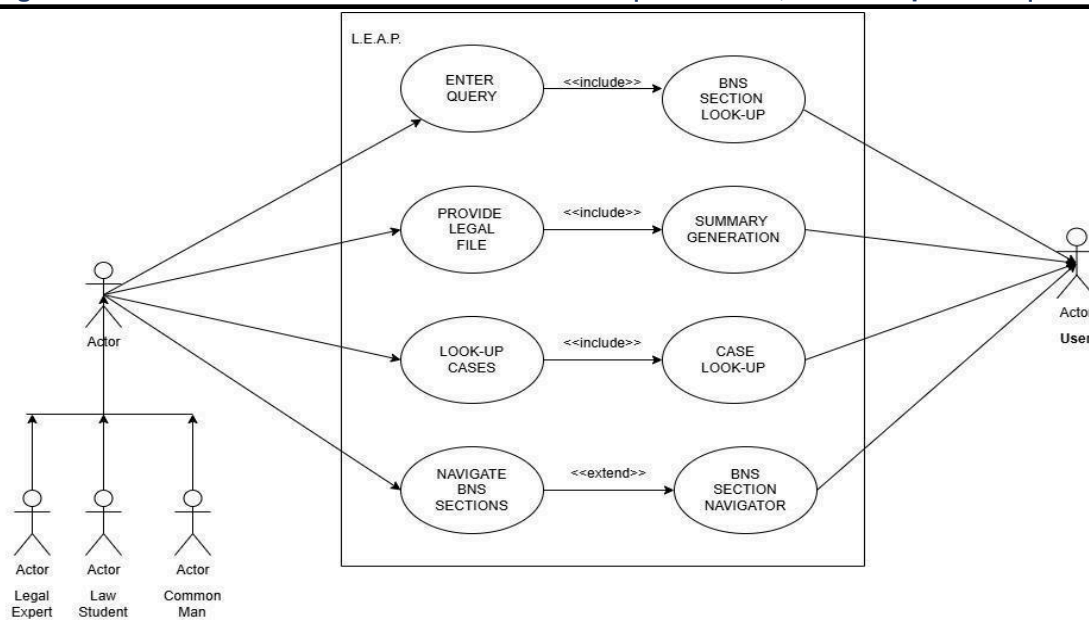 L.E.A.P.
ENTER
QUERY
<<include>>
BNS
SECTION
LOOK-UP
PROVIDE
LEGAL
FILE
<<include>>
SUMMARY
GENERATION
Actor
Actor
User
LOOK-UP
CASES
<<include>>
CASE
LOOK-UP
NAVIGATE
BNS
SECTIONS
<<extend>>
BNS
SECTION
NAVIGATOR
Actor
Legal
Expert
Actor
Law
Student
Actor
Common
Man